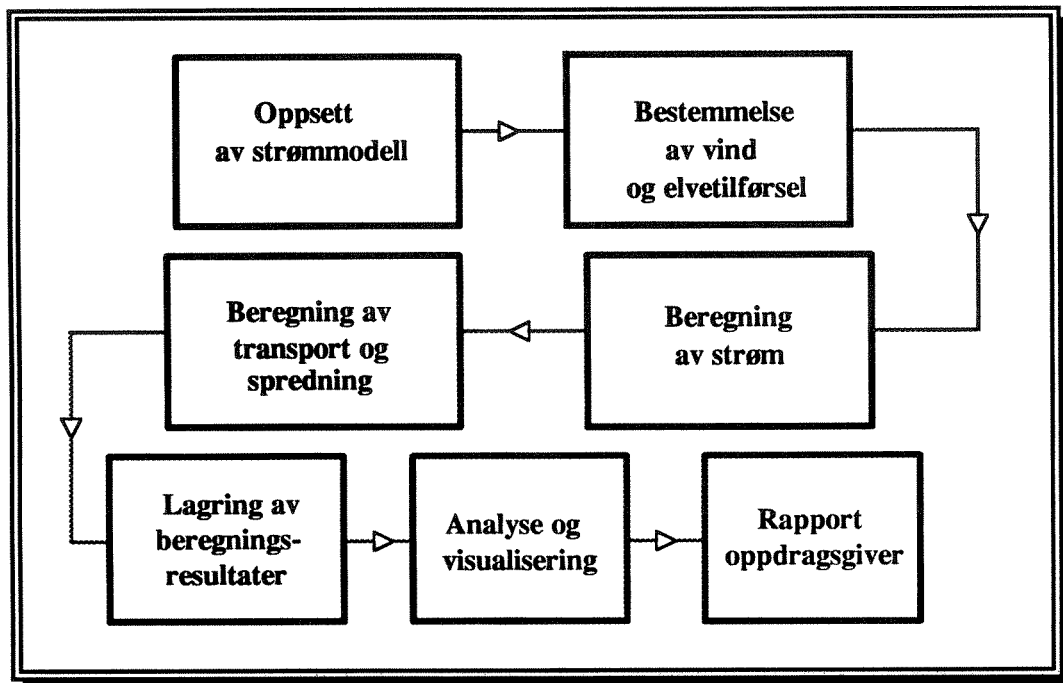 Oppsett
av strømmodell
Bestemmelse
av vind
og elvetilførsel
Beregning
av strøm
Beregning av
transport og
spredning
Lagring av
beregnings-
resultater
Analyse og
visualisering
Rapport
oppdragsgiver